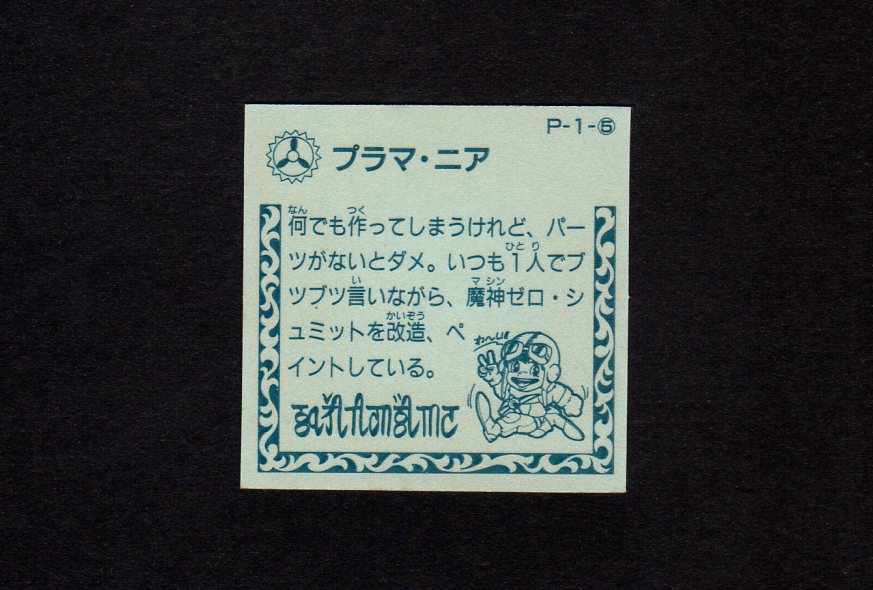 P-1-⑤
プラマ・ニア
何でも作ってしまうけれど、パー
ツがないとダメ。いつも1人でブ
ツブツ言いながら、魔神ゼロ・シ
ュミットを改造、ペ
イントしている。
わーい!!